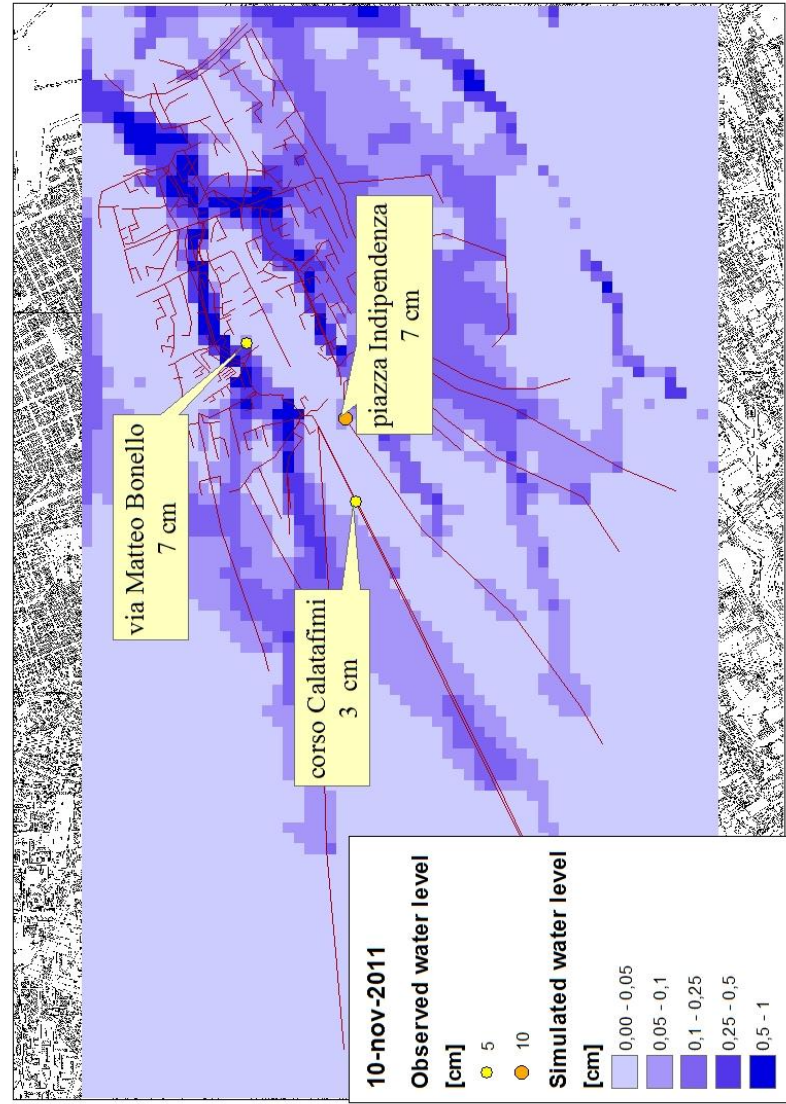 via Matteo Bonello
7 cm
piazza Indipendenza
7 cm
corso Calatafimi
3 cm
10-nov-2011
Observed water level
[cm]
5
10
Simulated water level
[cm]
0,00 - 0,05
0,05 - 0,1
0,1 - 0,25
0,25 - 0,5
0,5 - 1